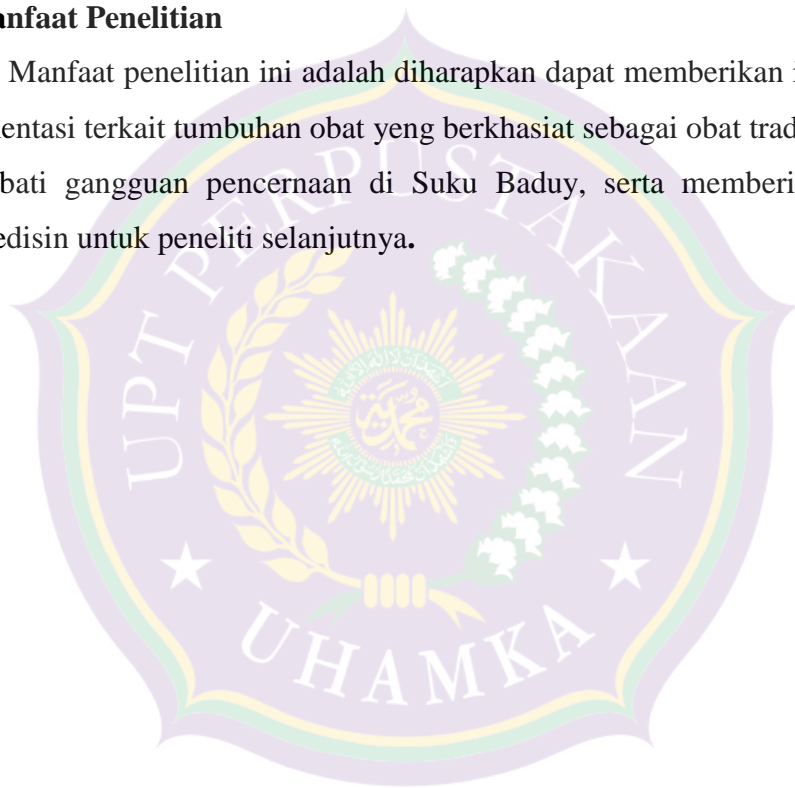 anfaat Penelitian
Manfaat penelitian ini adalah diharapkan dapat memberikan i
entasi terkait tumbuhan obat yeng berkhasiat sebagai obat trad
bati gangguan pencernaan di Suku Baduy, serta memberi
edisin untuk peneliti selanjutnya.
UPT PERPUSTAKAAN
UHAMKA